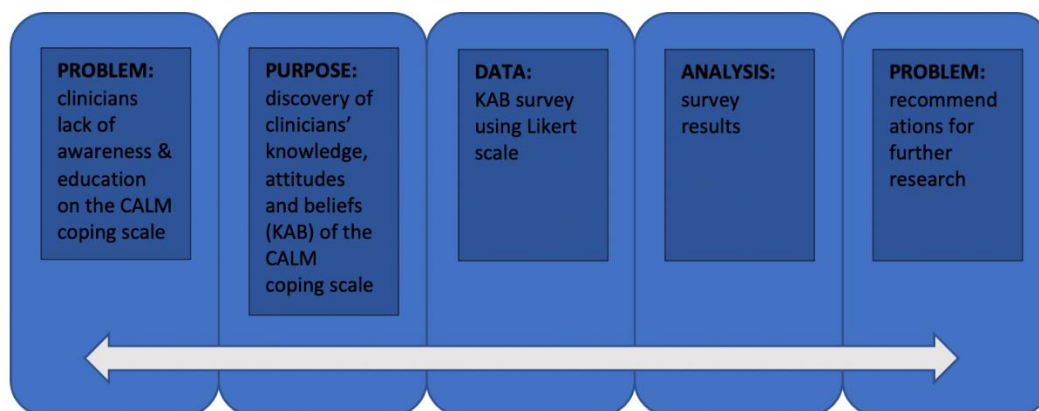 PROBLEM:
clinicians
lack of
awareness &
education
on the CALM
coping scale
PURPOSE:
discovery of
clinicians'
knowledge,
attitudes
and beliefs
(KAB) of the
CALM
coping scale
DATA:
KAB survey
using Likert
scale
ANALYSIS:
survey
results
PROBLEM:
recommend
ations for
further
research